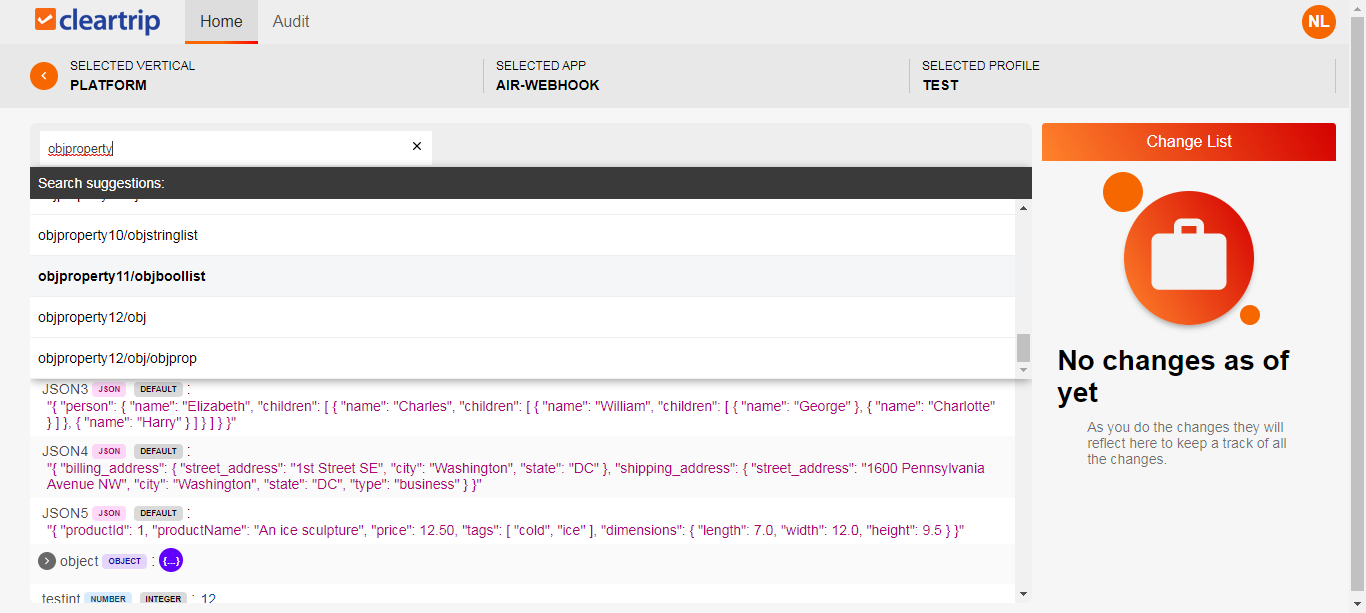 cleartrip
Home
Audit
NL
SELECTED VERTICAL
PLATFORM
SELECTED APP
AIR-WEBHOOK
SELECTED PROFILE
TEST
objproperty
Search suggestions:
objproperty10/objstringlist
objproperty11/objboollist
objproperty12/obj
objproperty12/obj/objprop
JSON3 JSON DEFAULT :
"{ "person": { "name": "Elizabeth", "children": [ { "name": "Charles", "children": [ { "name": "William", "children": [ { "name": "George" }, { "name": "Charlotte"
} ] }, { "name": "Harry" } ] } ] } }"
JSON4 JSON DEFAULT :
"{ "billing_address": { "street_address": "1st Street SE", "city": "Washington", "state": "DC" }, "shipping_address": { "street_address": "1600 Pennsylvania
Avenue NW", "city": "Washington", "state": "DC", "type": "business" } }"
JSON5 JSON DEFAULT :
"{ "productId": 1, "productName": "An ice sculpture", "price": 12.50, "tags": [ "cold", "ice" ], "dimensions": { "length": 7.0, "width": 12.0, "height": 9.5 } }"
object OBJECT : {...}
testint NUMBER INTEGER : 12
Change List
No changes as of
yet
As you do the changes they will
reflect here to keep a track of all
the changes.